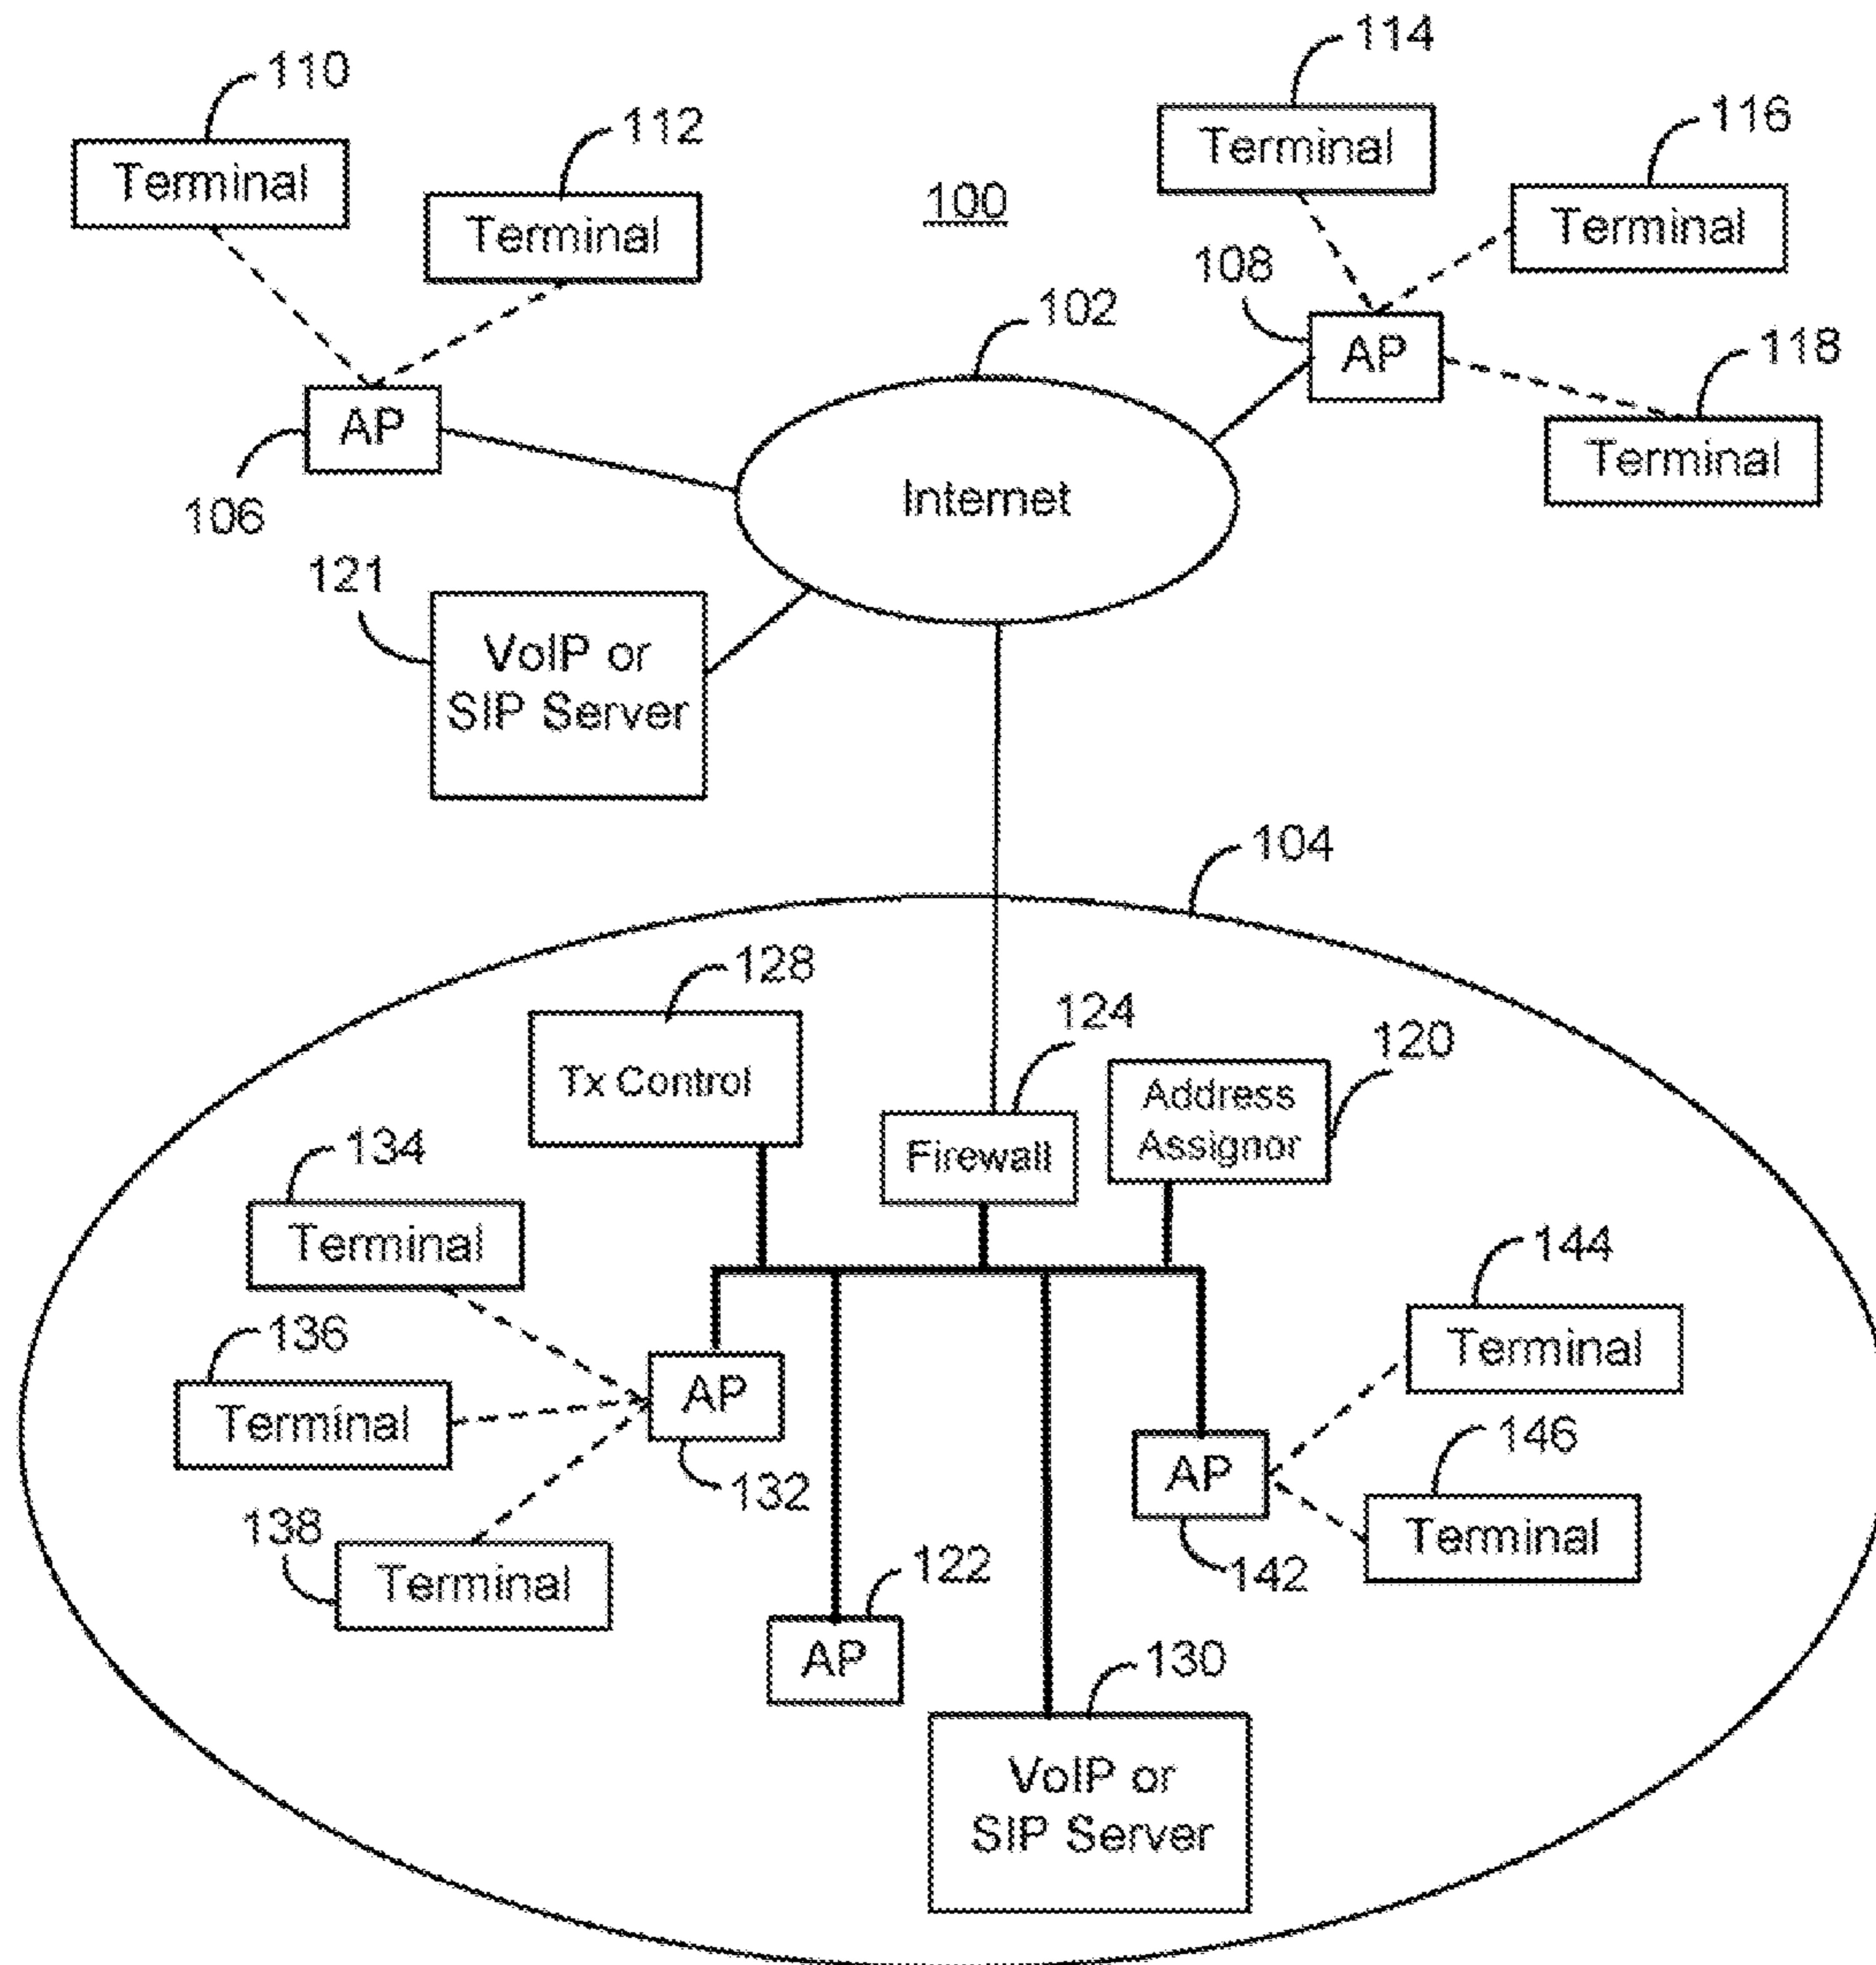 110
Terminal
112
Terminal
100
114
Terminal
116
Terminal
108
AP
118
Terminal
102
Internet
AP
106
121
VoIP or
SIP Server
104
128
Tx Control
124
Firewall
120
Address
Assignor
134
Terminal
136
Terminal
138
Terminal
AP
132
122
AP
130
VoIP or
SIP Server
AP
142
144
Terminal
146
Terminal